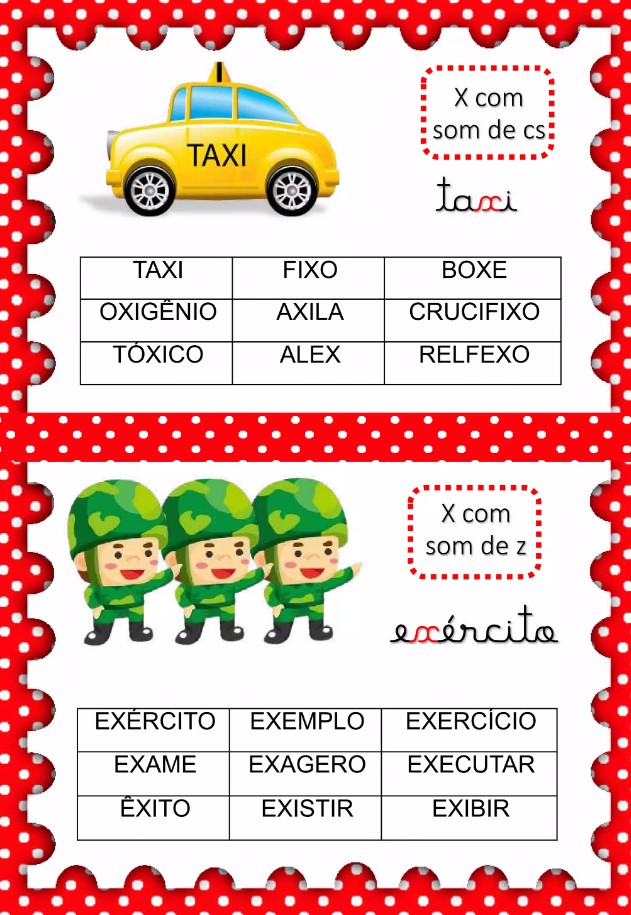 TAXI
X com
som de cs
taxi
TAXI FIXO BOXE
OXIGÊNIO AXILA CRUCIFIXO
TÓXICO ALEX RELFEXO
X com
som de z
exército
EXÉRCITO EXEMPLO EXERCÍCIO
EXAME EXAGERO EXECUTAR
ÊXITO EXISTIR EXIBIR